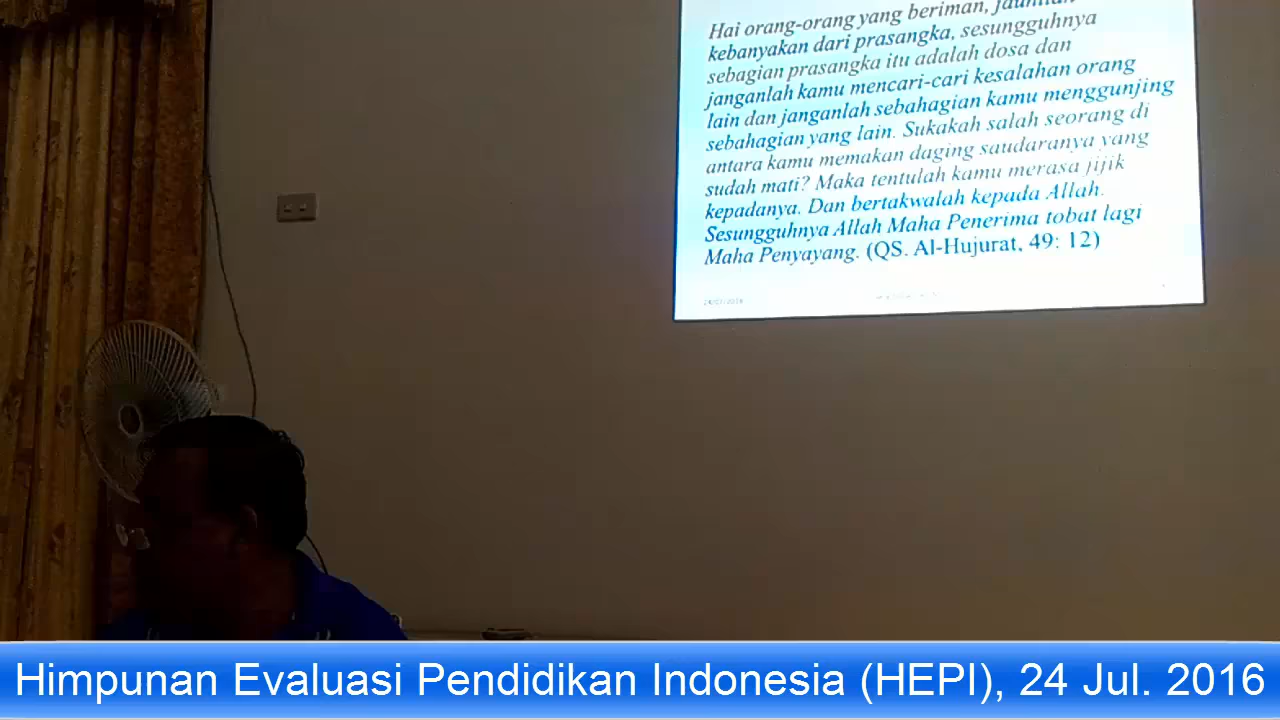 Hai orang-orang yang beriman, jauhilah
kebanyakan dari prasangka, sesungguhnya
sebagian prasangka itu adalah dosa dan
janganlah kamu mencari-cari kesalahan orang
lain dan janganlah sebahagian kamu menggunjing
sebahagian yang lain. Sukakah salah seorang di
antara kamu memakan daging saudaranya yang
sudah mati? Maka tentulah kamu merasa jijik
kepadanya. Dan bertakwalah kepada Allah.
Sesungguhnya Allah Maha Penerima tobat lagi
Maha Penyayang. (QS. Al-Hujurat, 49: 12)
Himpunan Evaluasi Pendidikan Indonesia (HEPI), 24 Jul. 2016